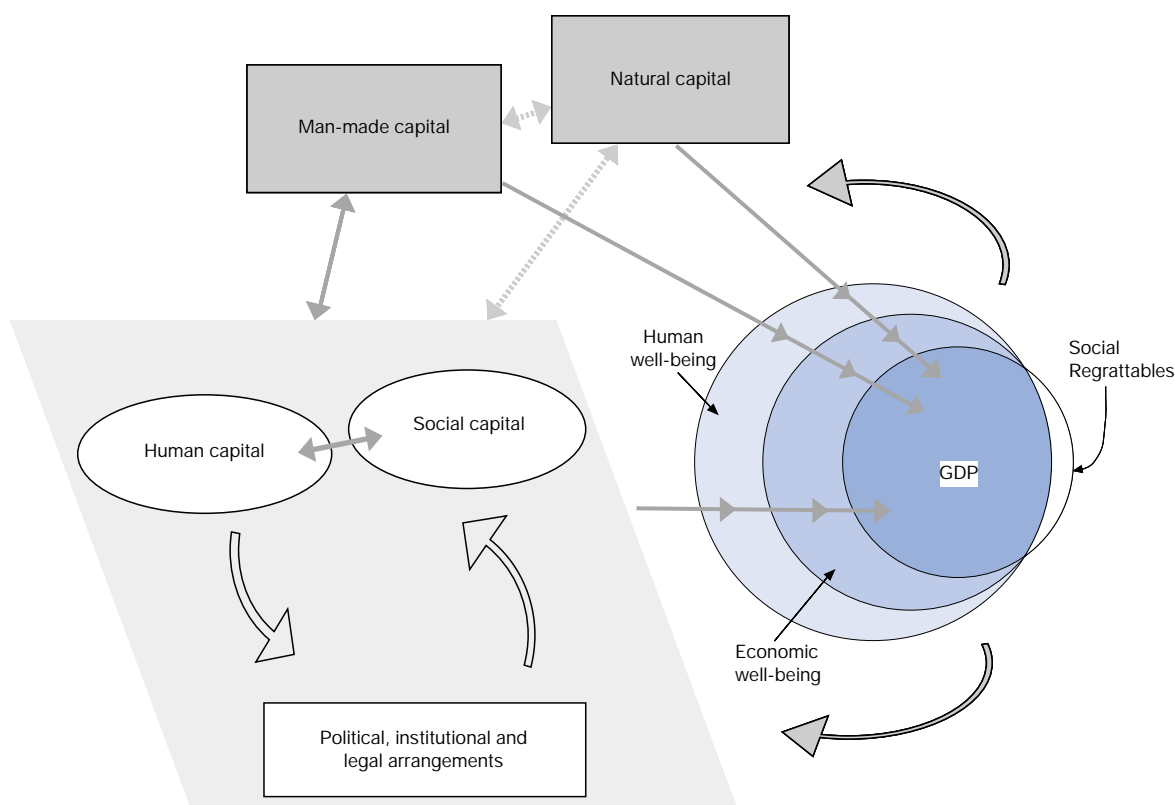 Natural capital
Man-made capital
Human
well-being
Social
Regrattables
Social capital
Human capital
GDP
Economic
well-being
Political, institutional and
legal arrangements